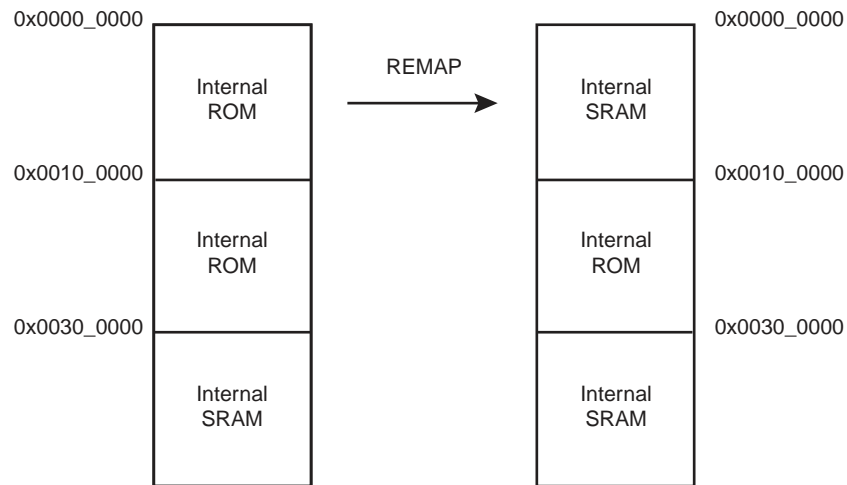 0x0000_0000
Internal
ROM
REMAP
Internal
SRAM
0x0000_0000
0x0010_0000
Internal
ROM
Internal
ROM
0x0010_0000
0x0030_0000
Internal
SRAM
Internal
SRAM
0x0030_0000